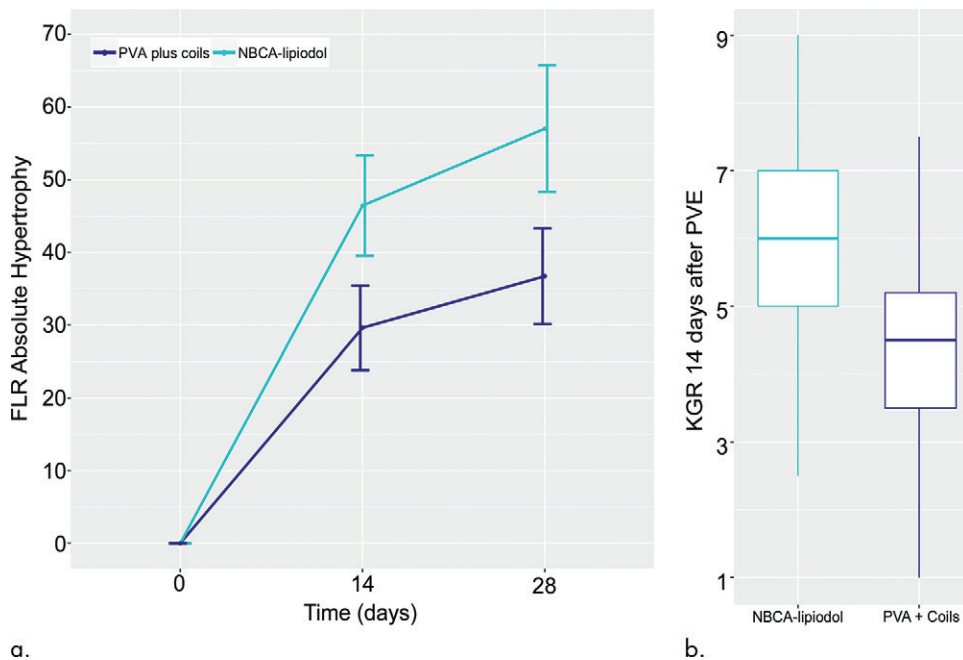 FLR Absolute Hypertrophy
70
60
50
40
30
20
10
0
PVA plus coils NBCA-lipiodol
0 14 28
Time (days)
a.
KGR 14 days after PVE
9
7
5
3
1
NBCA-lipiodol PVA + Coils
b.